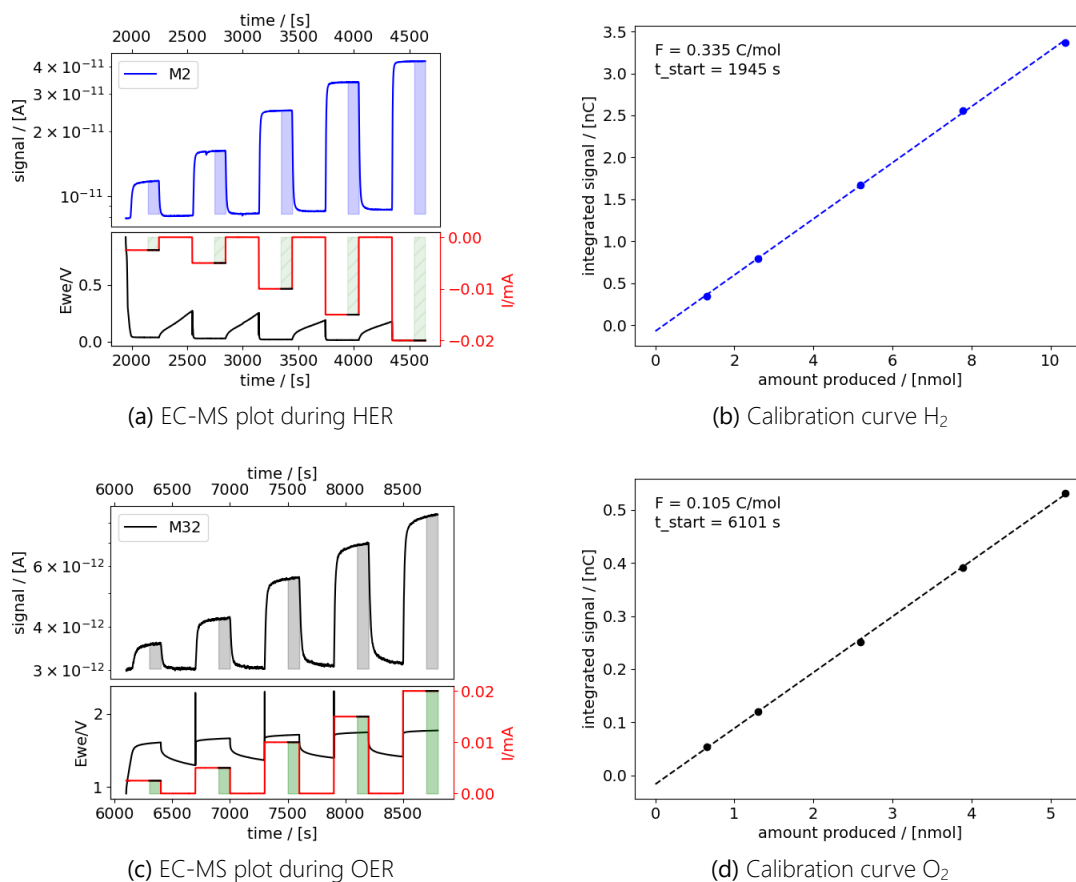 time / [s]
2000 2500 3000 3500 4000 4500
4 × 10⁻¹¹
3 × 10⁻¹¹
2 × 10⁻¹¹
10⁻¹¹
signal / [A]
M2
0.5
0.0
Ewe/V
0.00
−0.01
−0.02
I/mA
2000 2500 3000 3500 4000 4500
time / [s]
(a) EC-MS plot during HER
F = 0.335 C/mol
t_start = 1945 s
3.5
3.0
2.5
2.0
1.5
1.0
0.5
0.0
integrated signal / [nC]
0 2 4 6 8 10
amount produced / [nmol]
(b) Calibration curve H₂
time / [s]
6000 6500 7000 7500 8000 8500
6 × 10⁻¹²
4 × 10⁻¹²
3 × 10⁻¹²
signal / [A]
M32
2
1
Ewe/V
0.02
0.01
0.00
I/mA
6000 6500 7000 7500 8000 8500
time / [s]
(c) EC-MS plot during OER
F = 0.105 C/mol
t_start = 6101 s
0.5
0.4
0.3
0.2
0.1
0.0
integrated signal / [nC]
0 1 2 3 4 5
amount produced / [nmol]
(d) Calibration curve O₂